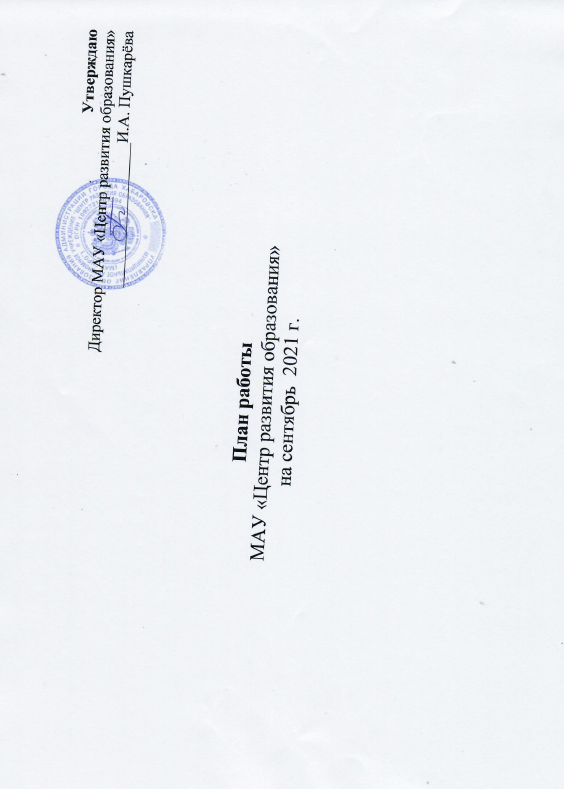 Утверждаю
Директор МАУ «Центр развития образования»
И.А. Пушкарёва
План работы
МАУ «Центр развития образования»
на сентябрь 2021 г.